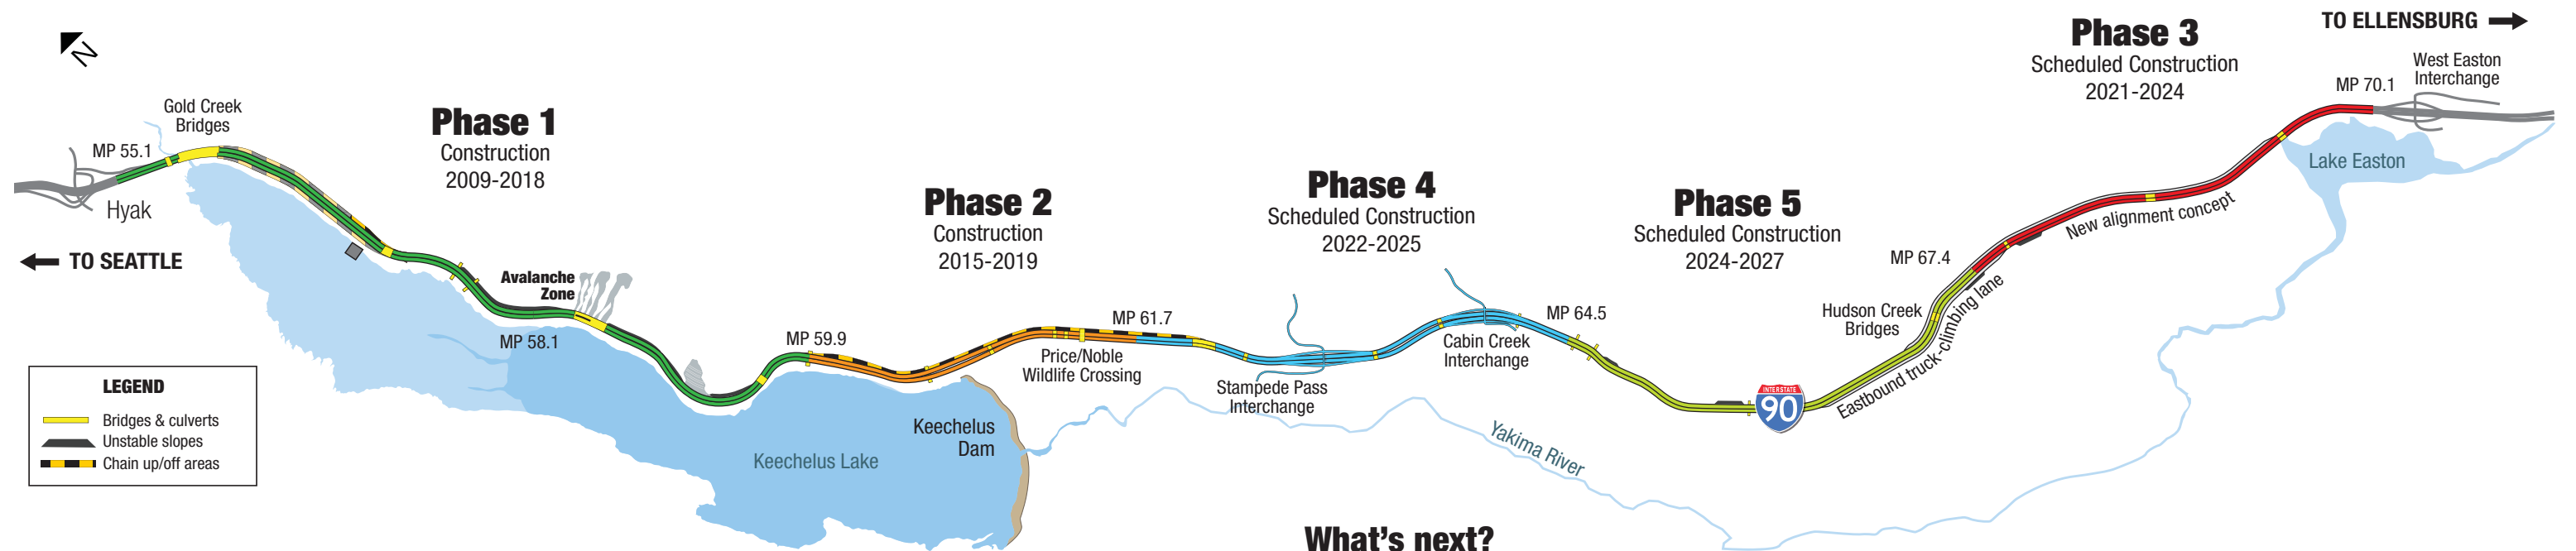 N
Gold Creek
Bridges
MP 55.1
Hyak
TO SEATTLE
Phase 1
Construction
2009-2018
Avalanche
Zone
MP 58.1
MP 59.9
LEGEND
Bridges & culverts
Unstable slopes
Chain up/off areas
Keechelus Lake
Keechelus
Dam
Phase 2
Construction
2015-2019
MP 61.7
Price/Noble
Wildlife Crossing
Phase 4
Scheduled Construction
2022-2025
Stampede Pass
Interchange
Cabin Creek
Interchange
MP 64.5
Yakima River
Phase 5
Scheduled Construction
2024-2027
INTERSTATE
90
Hudson Creek
Bridges
MP 67.4
Eastbound truck-climbing lane
New alignment concept
Phase 3
Scheduled Construction
2021-2024
TO ELLENSBURG
West Easton
Interchange
MP 70.1
Lake Easton
What's next?